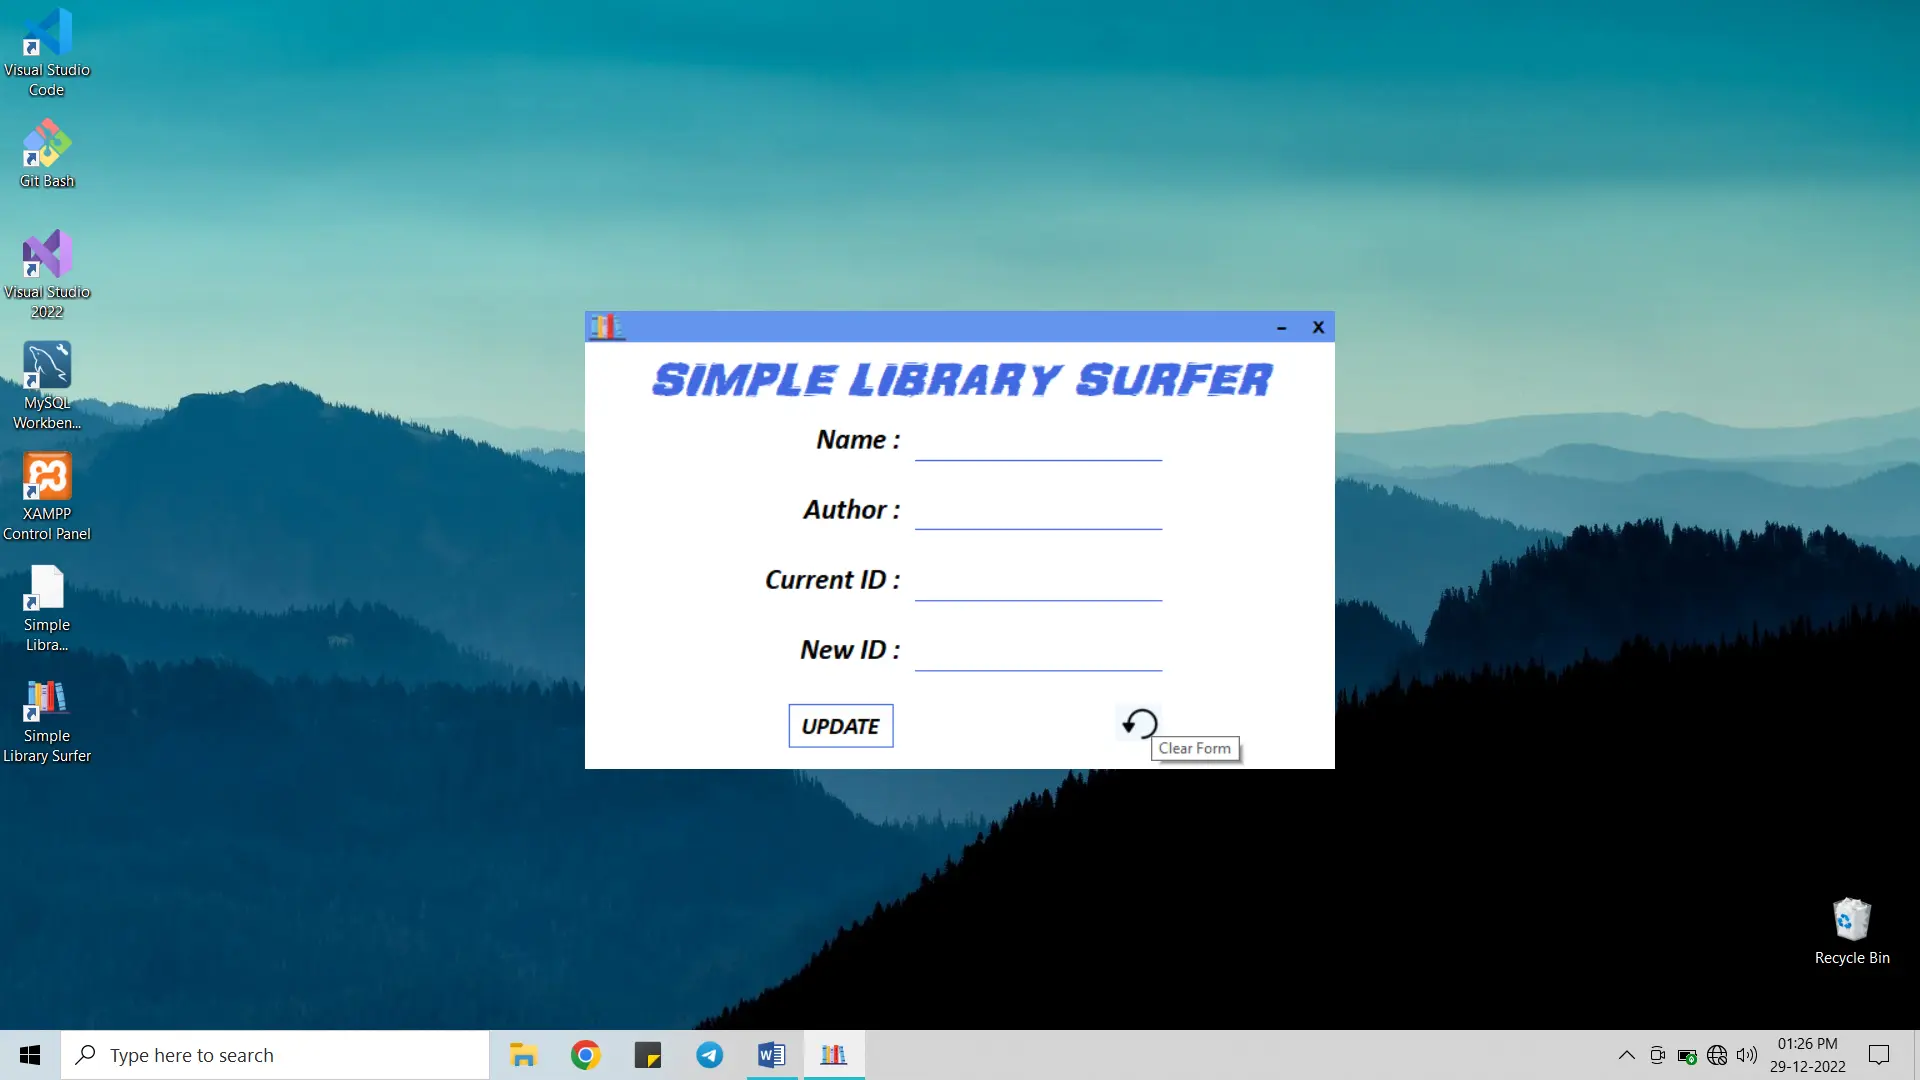 Visual Studio
Code
Git Bash
Visual Studio
2022
MySQL
Workben...
XAMPP
Control Panel
Simple
Libra...
Simple
Library Surfer
– X
SIMPLE LIBRARY SURFER
Name :
Author :
Current ID :
New ID :
UPDATE
Clear Form
Recycle Bin
Type here to search
W
01:26 PM
29-12-2022